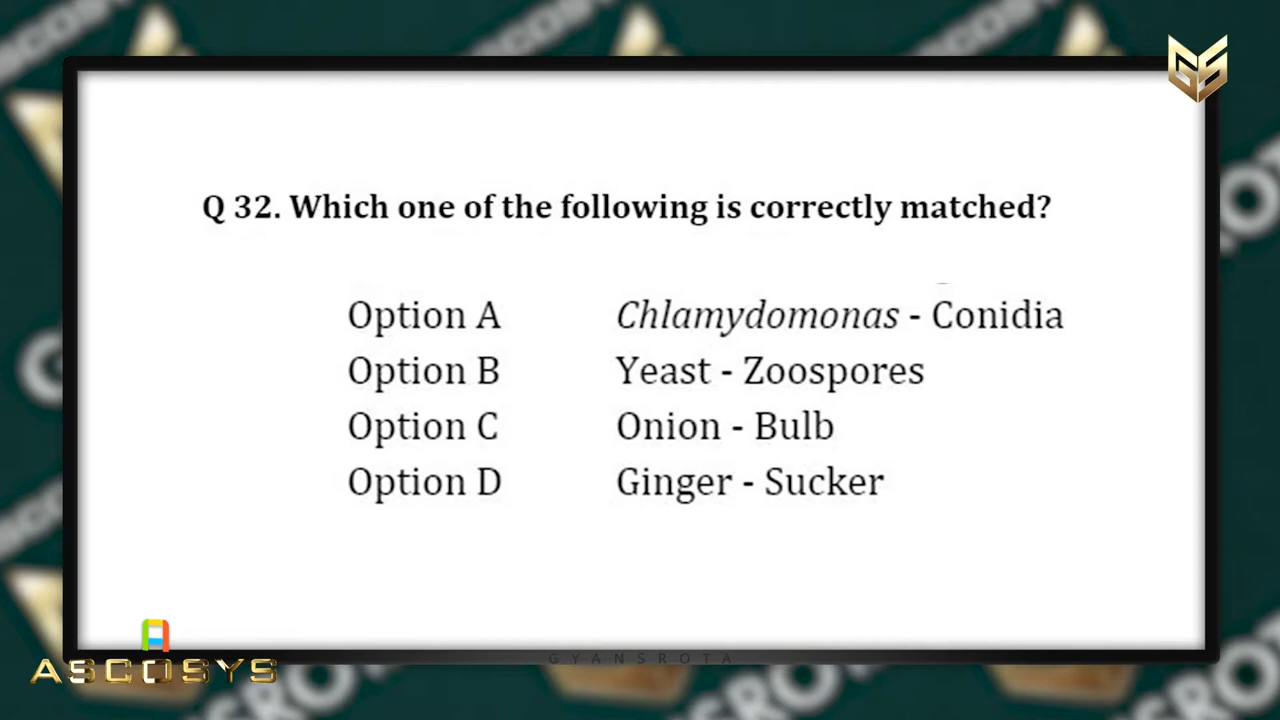 GS
Q 32. Which one of the following is correctly matched?
Option A Chlamydomonas - Conidia
Option B Yeast - Zoospores
Option C Onion - Bulb
Option D Ginger - Sucker
ASCOSYS
GYANSROTA